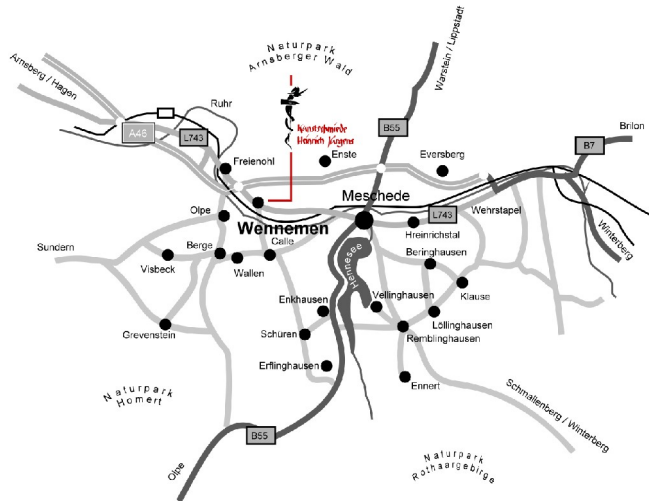 Naturpark
Arnsberger Wald
Warstein / Lippstadt
Arnsberg / Hagen
Ruhr
A46
L743
B55
B7
Brilon
Kunstschmiede
Heinrich Jürgens
Freienohl
Enste
Eversberg
Meschede
Olpe
Wennemen
L743
Wehrstapel
Hreinrichstal
Winterberg
Sundern
Berge
Calle
Hennesee
Beringhausen
Visbeck
Wallen
Enkhausen
Vellinghausen
Klause
Grevenstein
Schüren
Löllinghausen
Remblinghausen
Erflinghausen
Ennert
Naturpark
Homert
Schmallenberg / Winterberg
B55
Olpe
Naturpark
Rothaargebirge